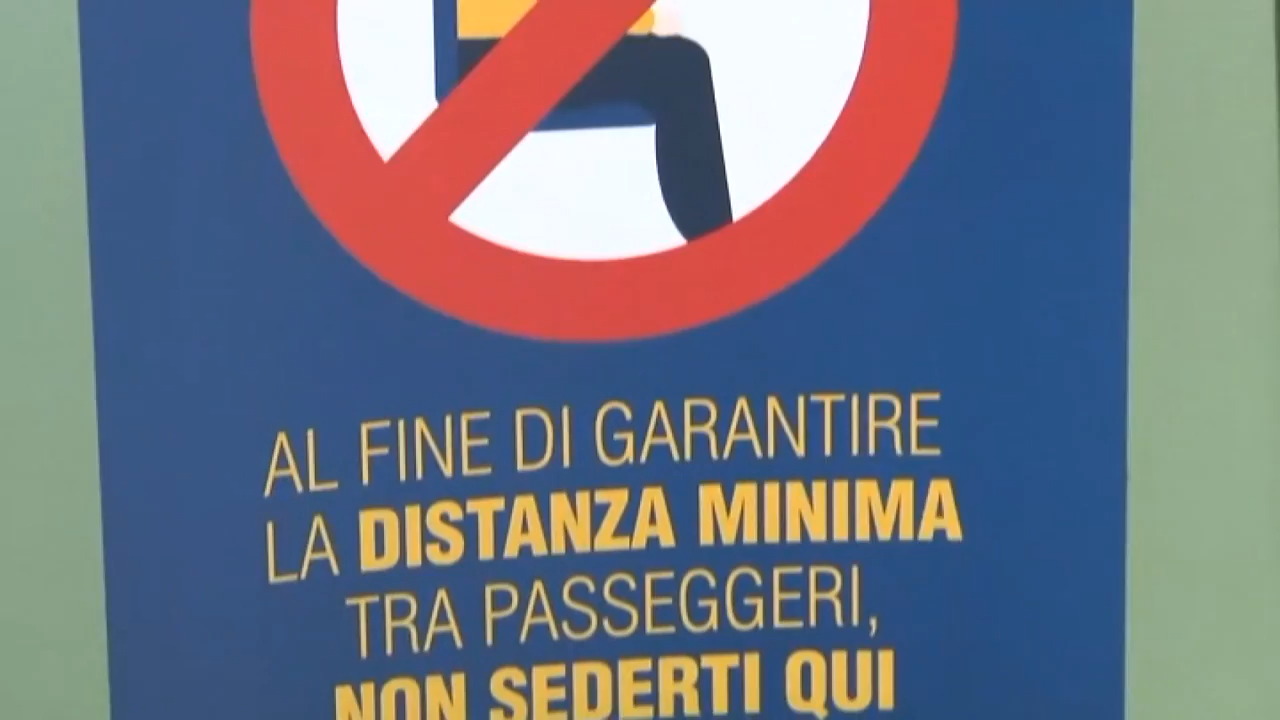 AL FINE DI GARANTIRE
LA DISTANZA MINIMA
TRA PASSEGGERI,
NON SEDERTI QUI